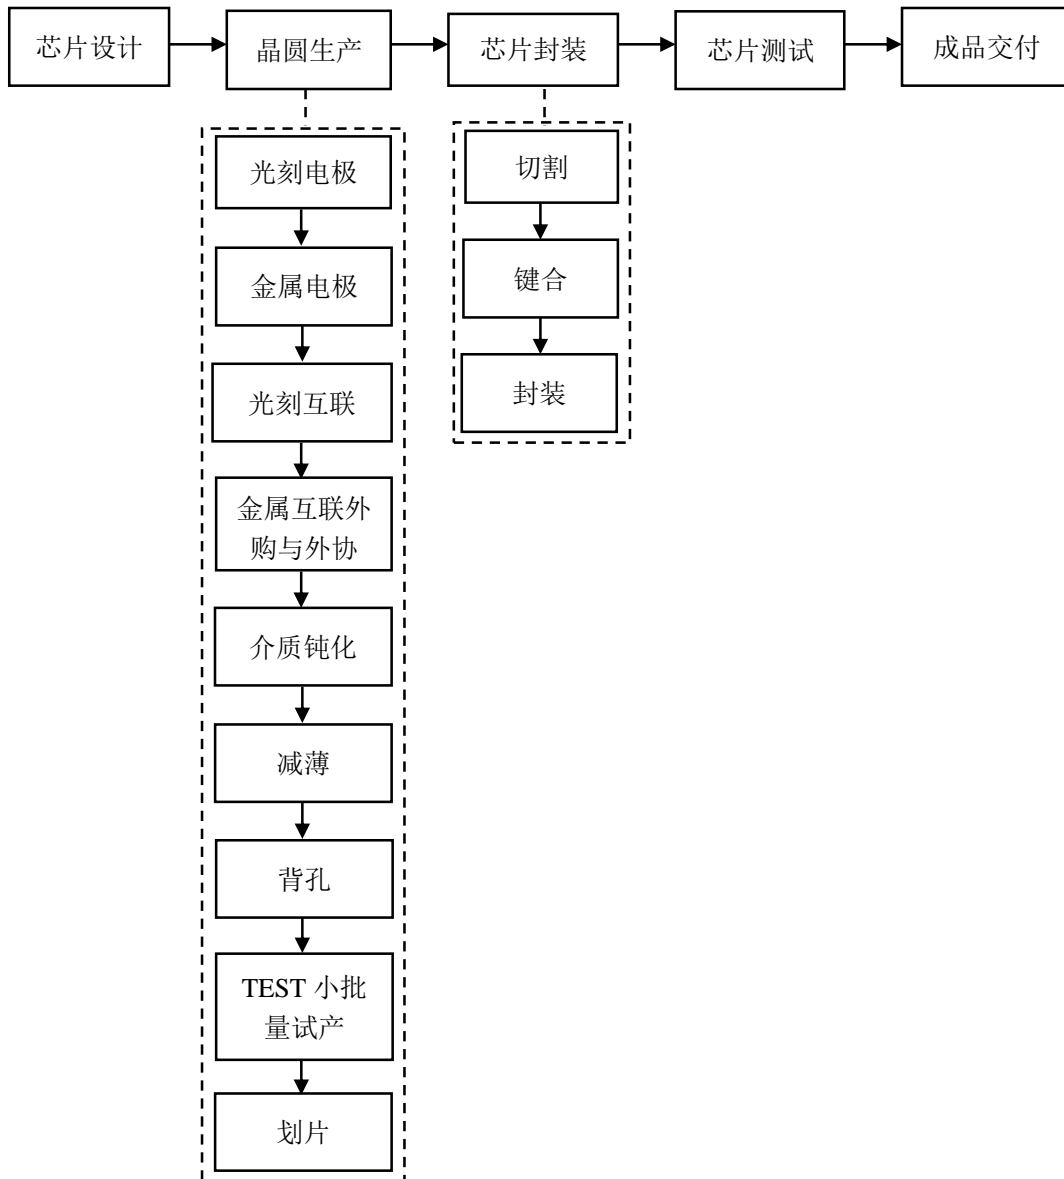 芯片设计
晶圆生产
芯片封装
芯片测试
成品交付
光刻电极
金属电极
光刻互联
金属互联外
购与外协
介质钝化
减薄
背孔
TEST 小批
量试产
划片
切割
键合
封装